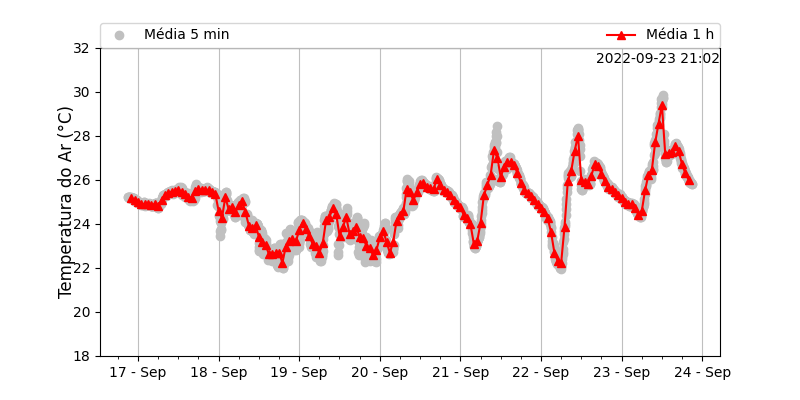 Média 5 min
Média 1 h
2022-09-23 21:02
Temperatura do Ar (°C)
32
30
28
26
24
22
20
18
17 - Sep
18 - Sep
19 - Sep
20 - Sep
21 - Sep
22 - Sep
23 - Sep
24 - Sep